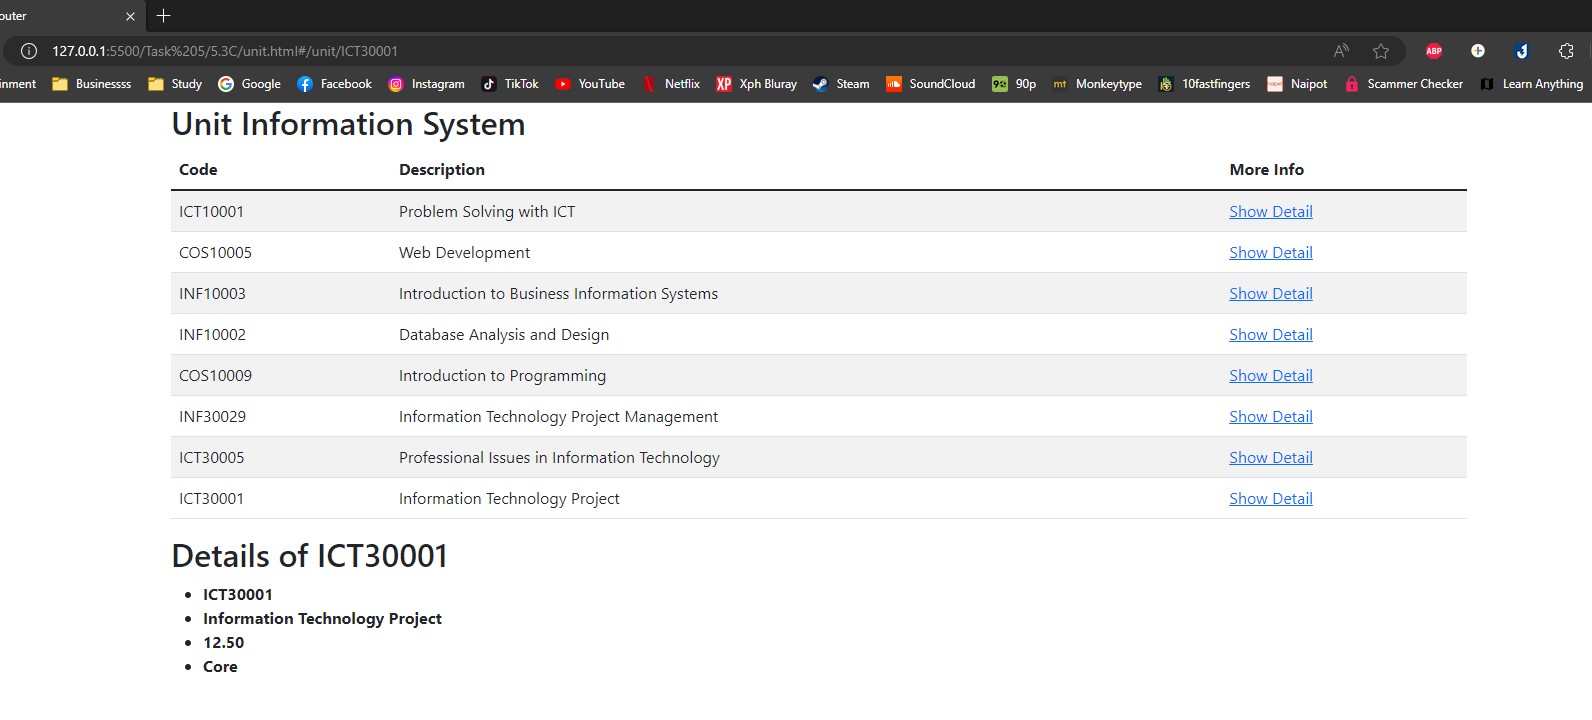 outer
127.0.0.1:5500/Task%205/5.3C/unit.html#/unit/ICT30001
inment Businessss Study Google Facebook Instagram TikTok YouTube Netflix XP Xph Bluray Steam SoundCloud 90 90p mt Monkeytype 10fastfingers Naipot Scammer Checker Learn Anything
ABP
Unit Information System
Code Description More Info
ICT10001 Problem Solving with ICT Show Detail
COS10005 Web Development Show Detail
INF10003 Introduction to Business Information Systems Show Detail
INF10002 Database Analysis and Design Show Detail
COS10009 Introduction to Programming Show Detail
INF30029 Information Technology Project Management Show Detail
ICT30005 Professional Issues in Information Technology Show Detail
ICT30001 Information Technology Project Show Detail
Details of ICT30001
• ICT30001
• Information Technology Project
• 12.50
• Core